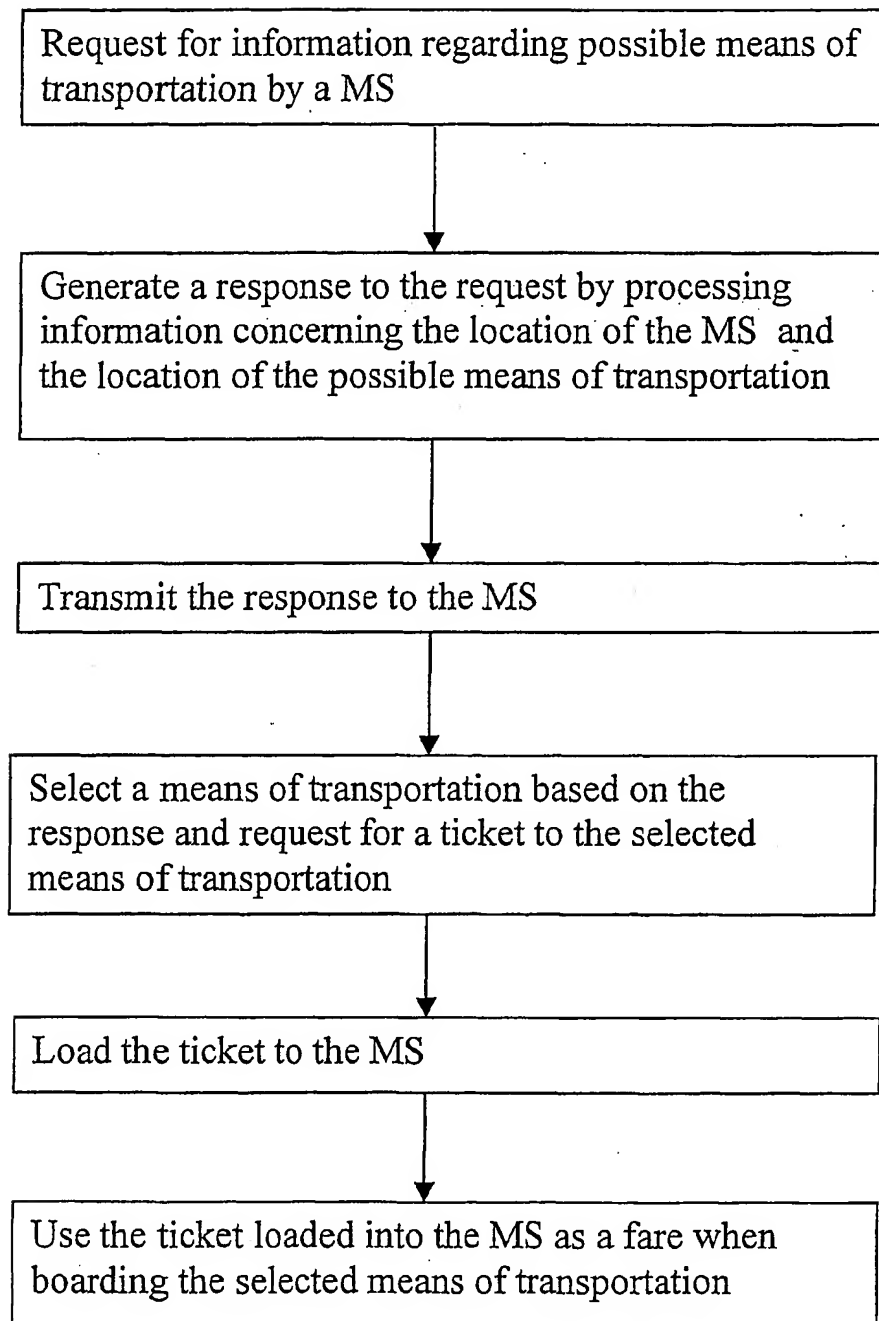 Request for information regarding possible means of
transportation by a MS
Generate a response to the request by processing
information concerning the location of the MS and
the location of the possible means of transportation
Transmit the response to the MS
Select a means of transportation based on the
response and request for a ticket to the selected
means of transportation
Load the ticket to the MS
Use the ticket loaded into the MS as a fare when
boarding the selected means of transportation